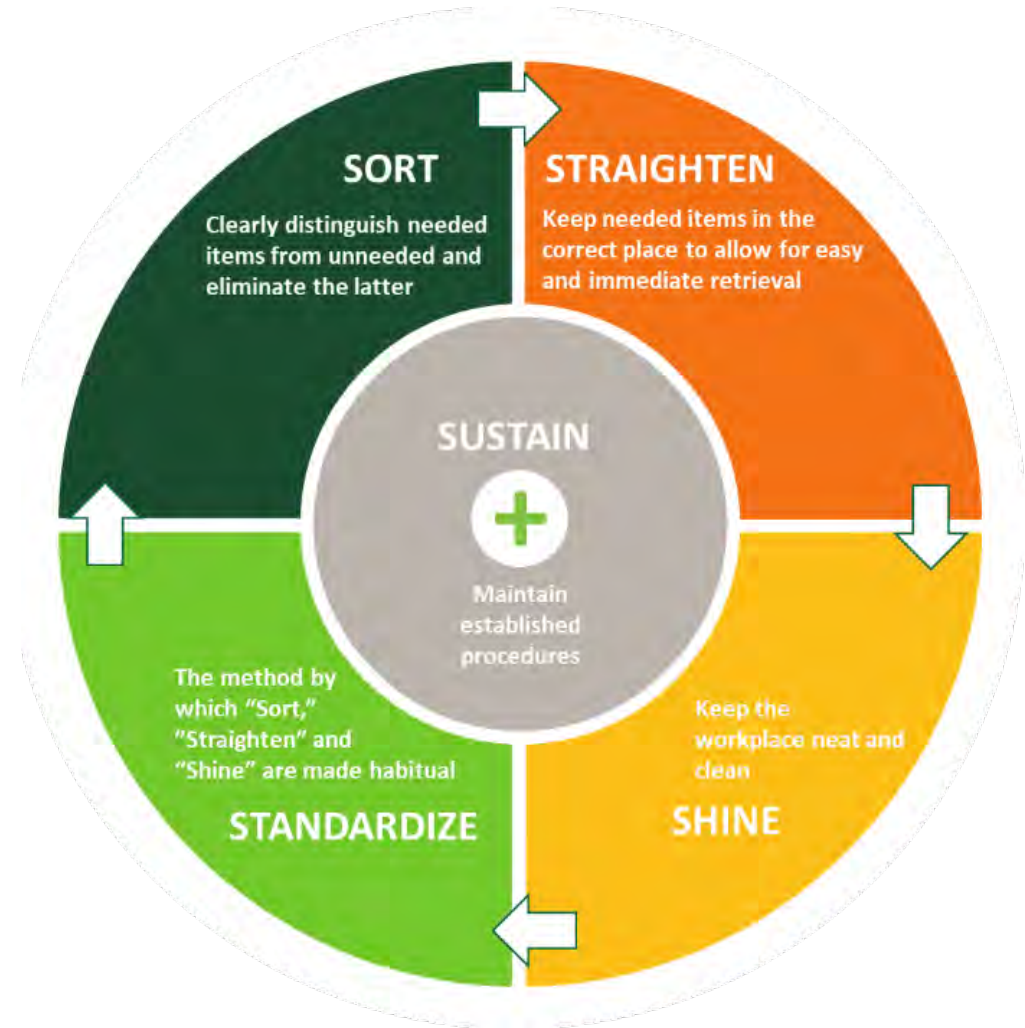 SORT
Clearly distinguish needed
items from unneeded and
eliminate the latter
STRAIGHTEN
Keep needed items in the
correct place to allow for easy
and immediate retrieval
SUSTAIN
Maintain
established
procedures
Keep the
workplace neat and
clean
SHINE
The method by
which “Sort,”
“Straighten” and
“Shine” are made habitual
STANDARDIZE